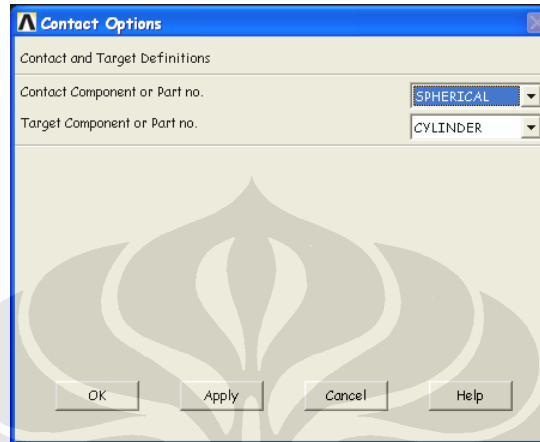 Contact Options
Contact and Target Definitions
Contact Component or Part no. SPHERICAL
Target Component or Part no. CYLINDER
OK Apply Cancel Help